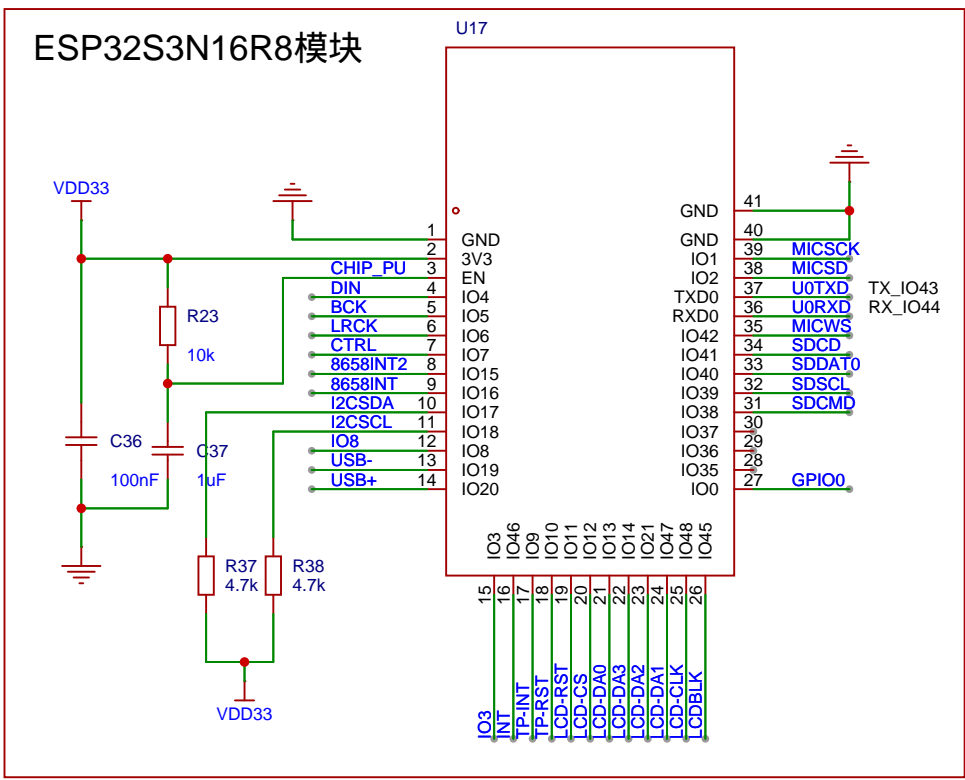 ESP32S3N16R8模块
U17
VDD33
R23
10k
C36
100nF
C37
1uF
R37
4.7k
R38
4.7k
VDD33
1 GND
2 3V3
CHIP_PU 3 EN
DIN 4 IO4
BCK 5 IO5
LRCK 6 IO6
CTRL 7 IO7
8658INT2 8 IO15
8658INT 9 IO16
I2CSDA 10 IO17
I2CSCL 11 IO18
IO8 12 IO8
USB- 13 IO19
USB+ 14 IO20
GND 41
GND 40
IO1 39 MICSCK
IO2 38 MICSD
TXD0 37 U0TXD TX_IO43
RXD0 36 U0RXD RX_IO44
IO42 35 MICWS
IO41 34 SDCD
IO40 33 SDDAT0
IO39 32 SDSCL
IO38 31 SDCMD
IO37 30
IO36 29
IO35 28
IO0 27 GPIO0
IO3 15 IO3
IO46 16 INT
IO9 17 TP-INT
IO10 18 TP-RST
IO11 19 LCD-RST
IO12 20 LCD-CS
IO13 21 LCD-DA0
IO14 22 LCD-DA3
IO21 23 LCD-DA2
IO47 24 LCD-DA1
IO48 25 LCD-CLK
IO45 26 LCDBLK